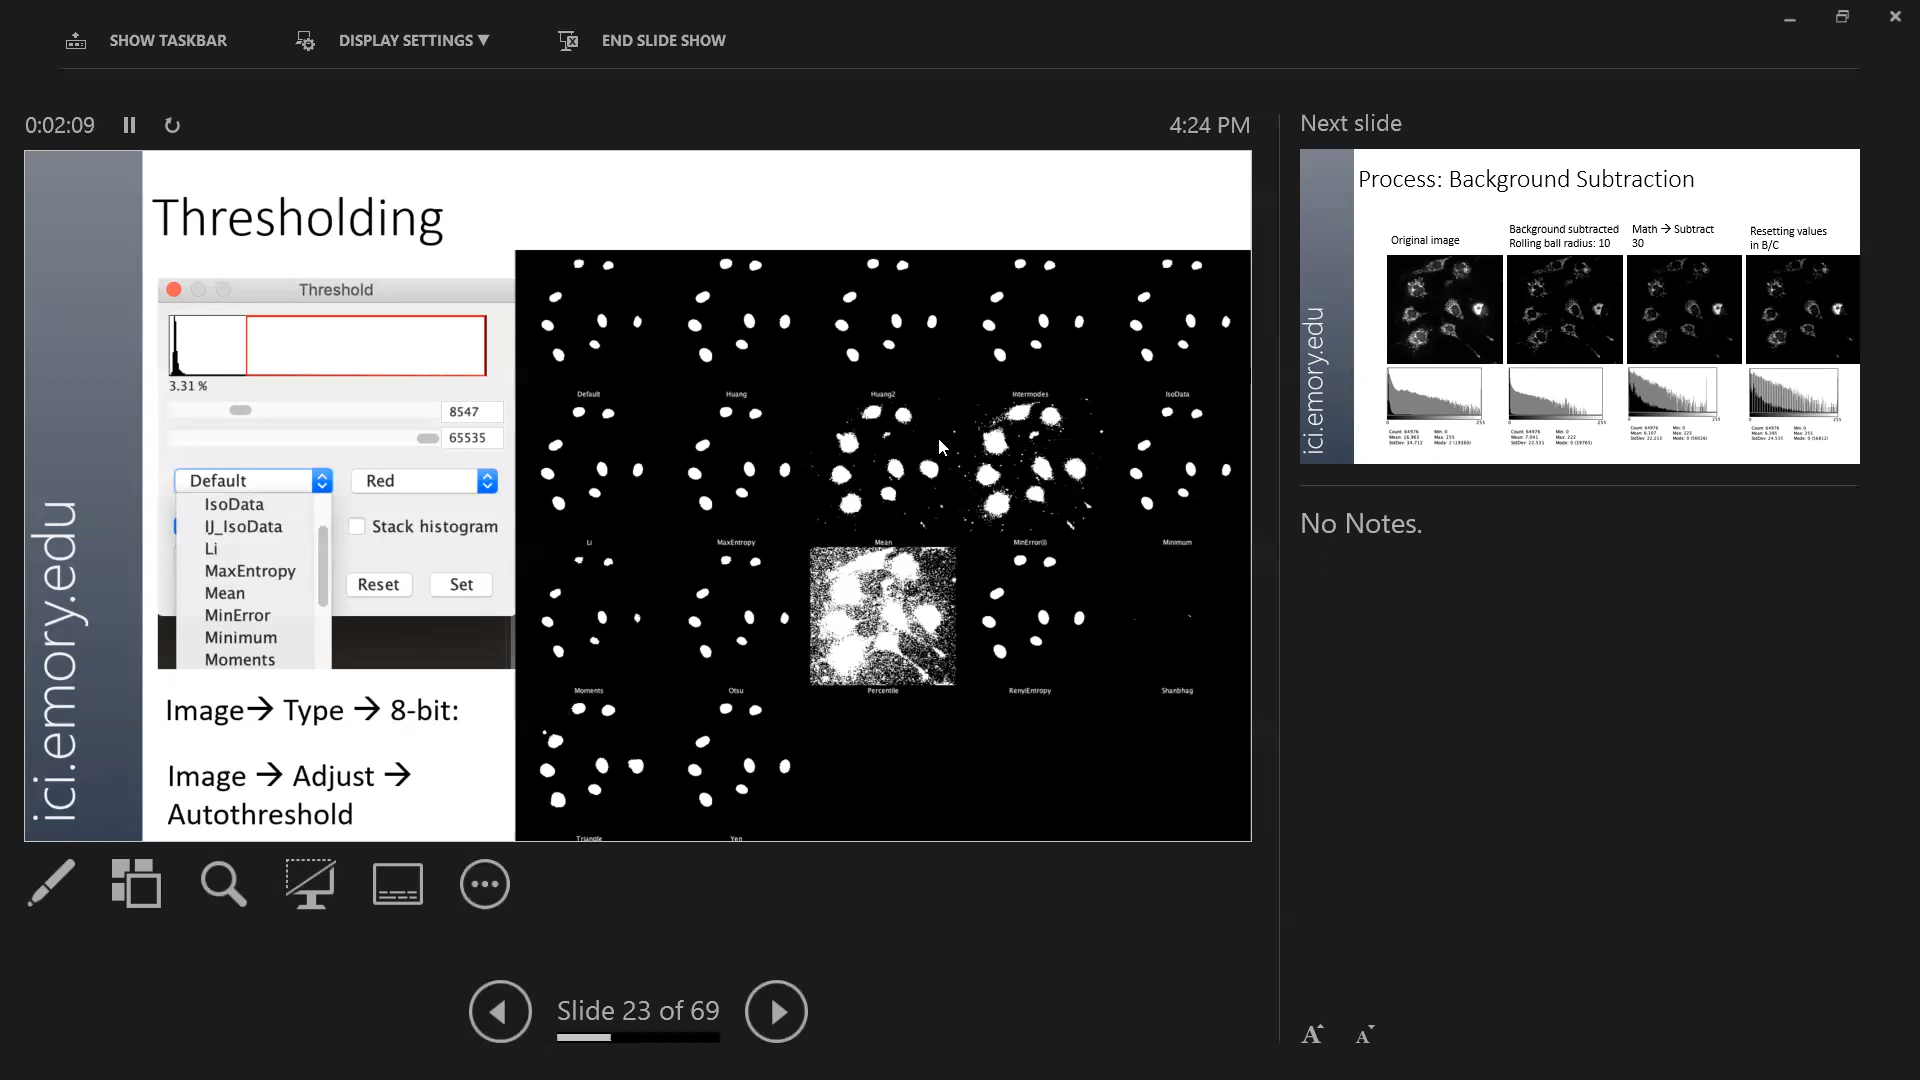 SHOW TASKBAR
DISPLAY SETTINGS ▼
END SLIDE SHOW
0:02:09
4:24 PM
Next slide
Thresholding
Threshold
3.31 %
8547
65535
Default
Red
IsoData
IJ_IsoData
Li
MaxEntropy
Mean
MinError
Minimum
Moments
Stack histogram
Reset
Set
Image→ Type → 8-bit:
Image → Adjust →
Autothreshold
ici.emory.edu
Default
Huang
Huang2
Intermodes
IsoData
Li
MaxEntropy
Mean
MinError(I)
Minimum
Moments
Otsu
Percentile
RenyiEntropy
Shanbhag
Triangle
Yen
Process: Background Subtraction
Original image
Background subtracted
Rolling ball radius: 10
Math → Subtract
30
Resetting values
in B/C
ici.emory.edu
No Notes.
Slide 23 of 69
A
A